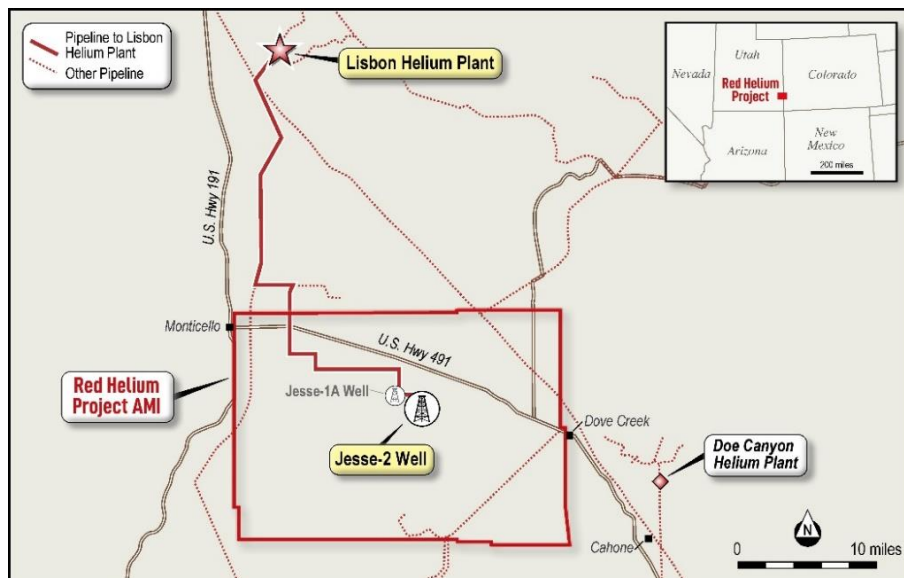 Pipeline to Lisbon
Helium Plant
Other Pipeline
Lisbon Helium Plant
Utah
Nevada
Colorado
Red Helium
Project
Arizona
New
Mexico
200 miles
U.S. Hwy 191
Monticello
U.S. Hwy 491
Red Helium
Project AMI
Jesse-1A Well
Jesse-2 Well
Dove Creek
Doe Canyon
Helium Plant
Cahone
N
0
10 miles